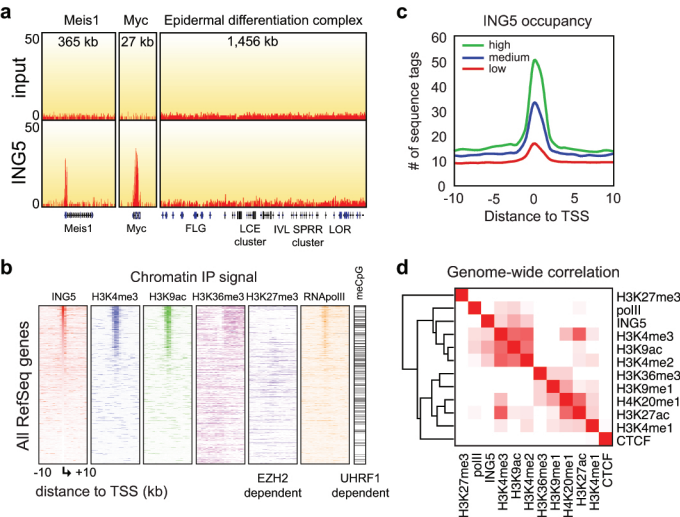 a
Meis1
Myc
Epidermal differentiation complex
50
365 kb
27 kb
1,456 kb
input
0
50
ING5
0
Meis1
Myc
FLG
LCE
cluster
IVL SPRR
cluster
LOR
b
Chromatin IP signal
ING5
H3K4me3
H3K9ac
H3K36me3
H3K27me3
RNApolII
meCpG
All RefSeq genes
-10
+10
distance to TSS (kb)
EZH2
dependent
UHRF1
dependent
c
ING5 occupancy
# of sequence tags
60
50
40
30
20
10
0
high
medium
low
-10
-5
0
5
10
Distance to TSS
d
Genome-wide correlation
H3K27me3
polII
ING5
H3K4me3
H3K9ac
H3K4me2
H3K36me3
H3K9me1
H4K20me1
H3K27ac
H3K4me1
CTCF
H3K27me3
polII
ING5
H3K4me3
H3K9ac
H3K4me2
H3K36me3
H3K9me1
H4K20me1
H3K27ac
H3K4me1
CTCF